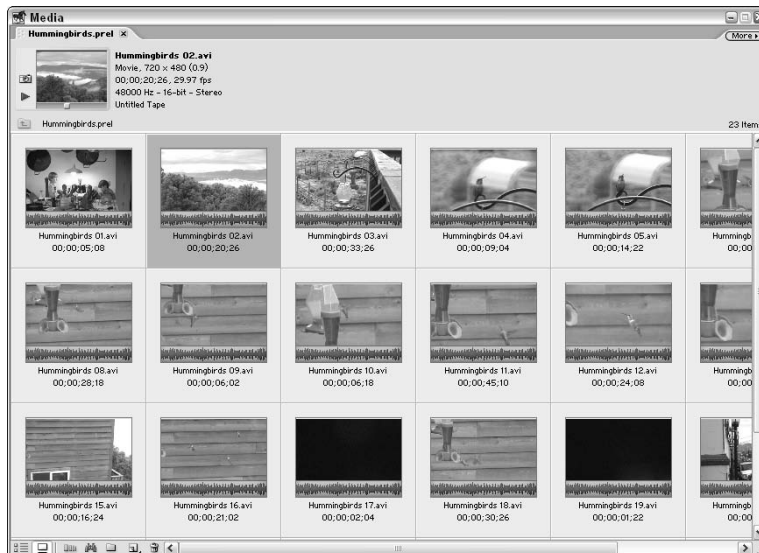 Media
Hummingbirds.prel
More
Hummingbirds 02.avi
Movie, 720 x 480 (0.9)
00;00;20;26, 29.97 fps
48000 Hz - 16-bit - Stereo
Untitled Tape
Hummingbirds.prel
23 Item
Hummingbirds 01.avi
00;00;05;08
Hummingbirds 02.avi
00;00;20;26
Hummingbirds 03.avi
00;00;33;26
Hummingbirds 04.avi
00;00;09;04
Hummingbirds 05.avi
00;00;14;22
Hummingb
00;00
Hummingbirds 08.avi
00;00;28;18
Hummingbirds 09.avi
00;00;06;02
Hummingbirds 10.avi
00;00;06;18
Hummingbirds 11.avi
00;00;45;10
Hummingbirds 12.avi
00;00;24;08
Hummingb
00;00
Hummingbirds 15.avi
00;00;16;24
Hummingbirds 16.avi
00;00;21;02
Hummingbirds 17.avi
00;00;02;04
Hummingbirds 18.avi
00;00;30;26
Hummingbirds 19.avi
00;00;01;22
Hummingb
00;00